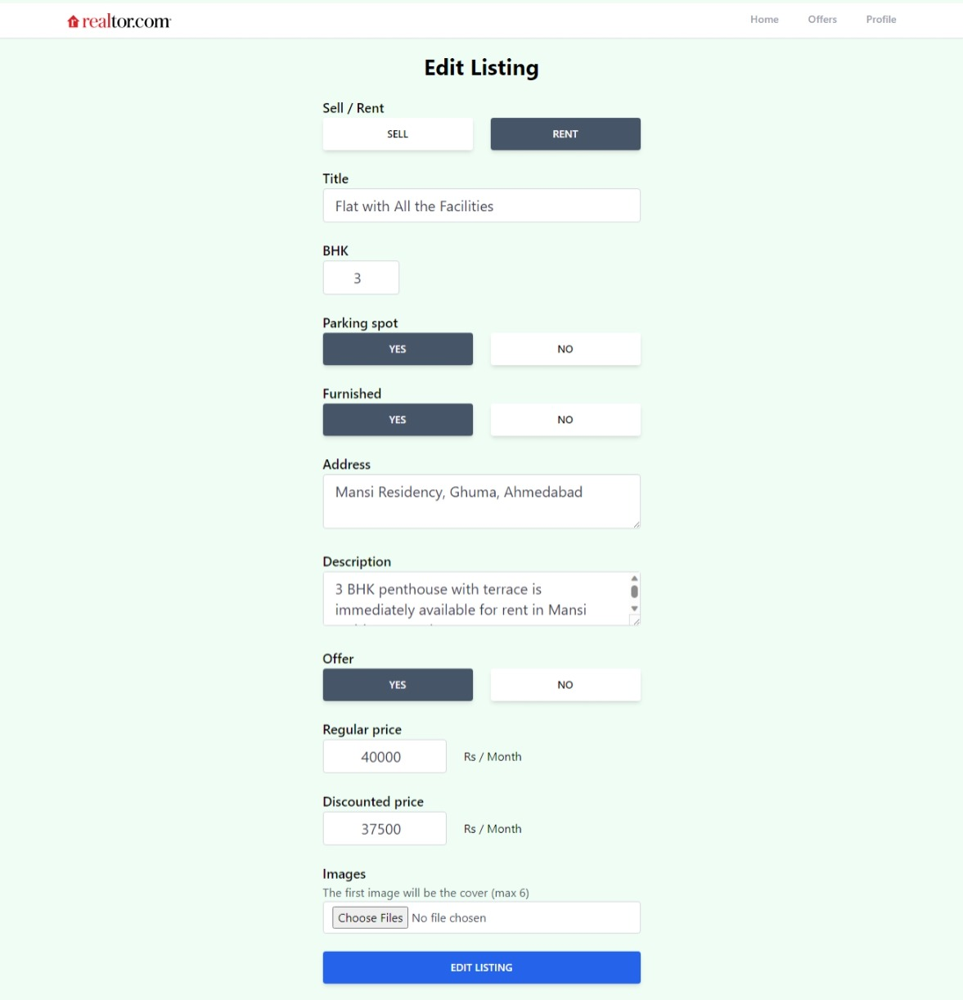 realtor.com
Home Offers Profile
Edit Listing
Sell / Rent
SELL RENT
Title
Flat with All the Facilities
BHK
3
Parking spot
YES NO
Furnished
YES NO
Address
Mansi Residency, Ghuma, Ahmedabad
Description
3 BHK penthouse with terrace is
immediately available for rent in Mansi
Offer
YES NO
Regular price
40000 Rs / Month
Discounted price
37500 Rs / Month
Images
The first image will be the cover (max 6)
Choose Files No file chosen
EDIT LISTING